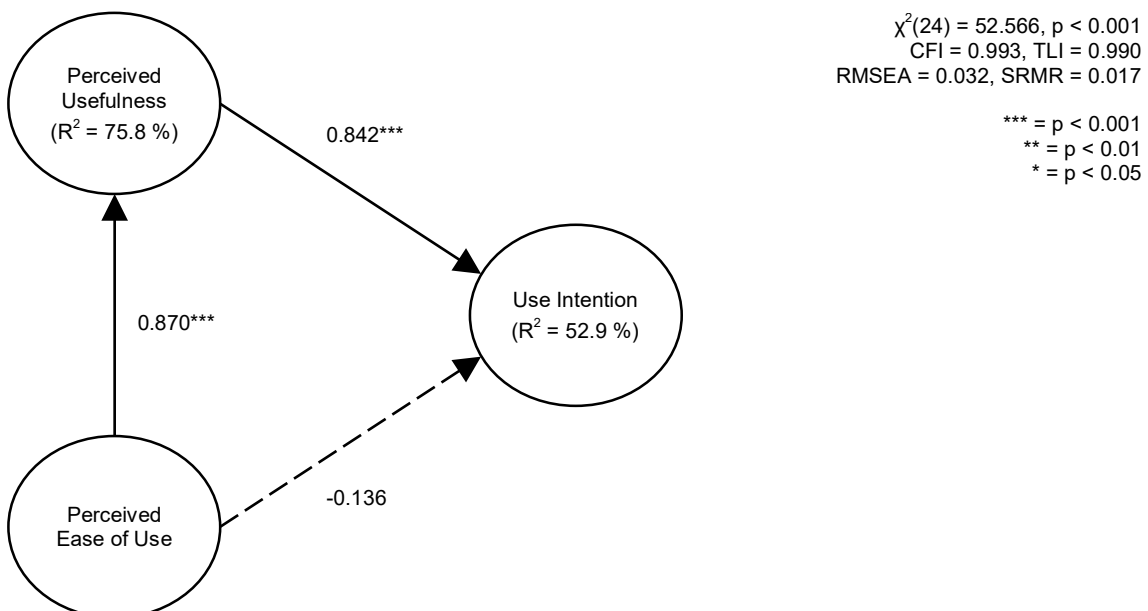 Perceived
Usefulness
(R² = 75.8 %)
0.842***
0.870***
Use Intention
(R² = 52.9 %)
-0.136
Perceived
Ease of Use
χ²(24) = 52.566, p < 0.001
CFI = 0.993, TLI = 0.990
RMSEA = 0.032, SRMR = 0.017
*** = p < 0.001
** = p < 0.01
* = p < 0.05